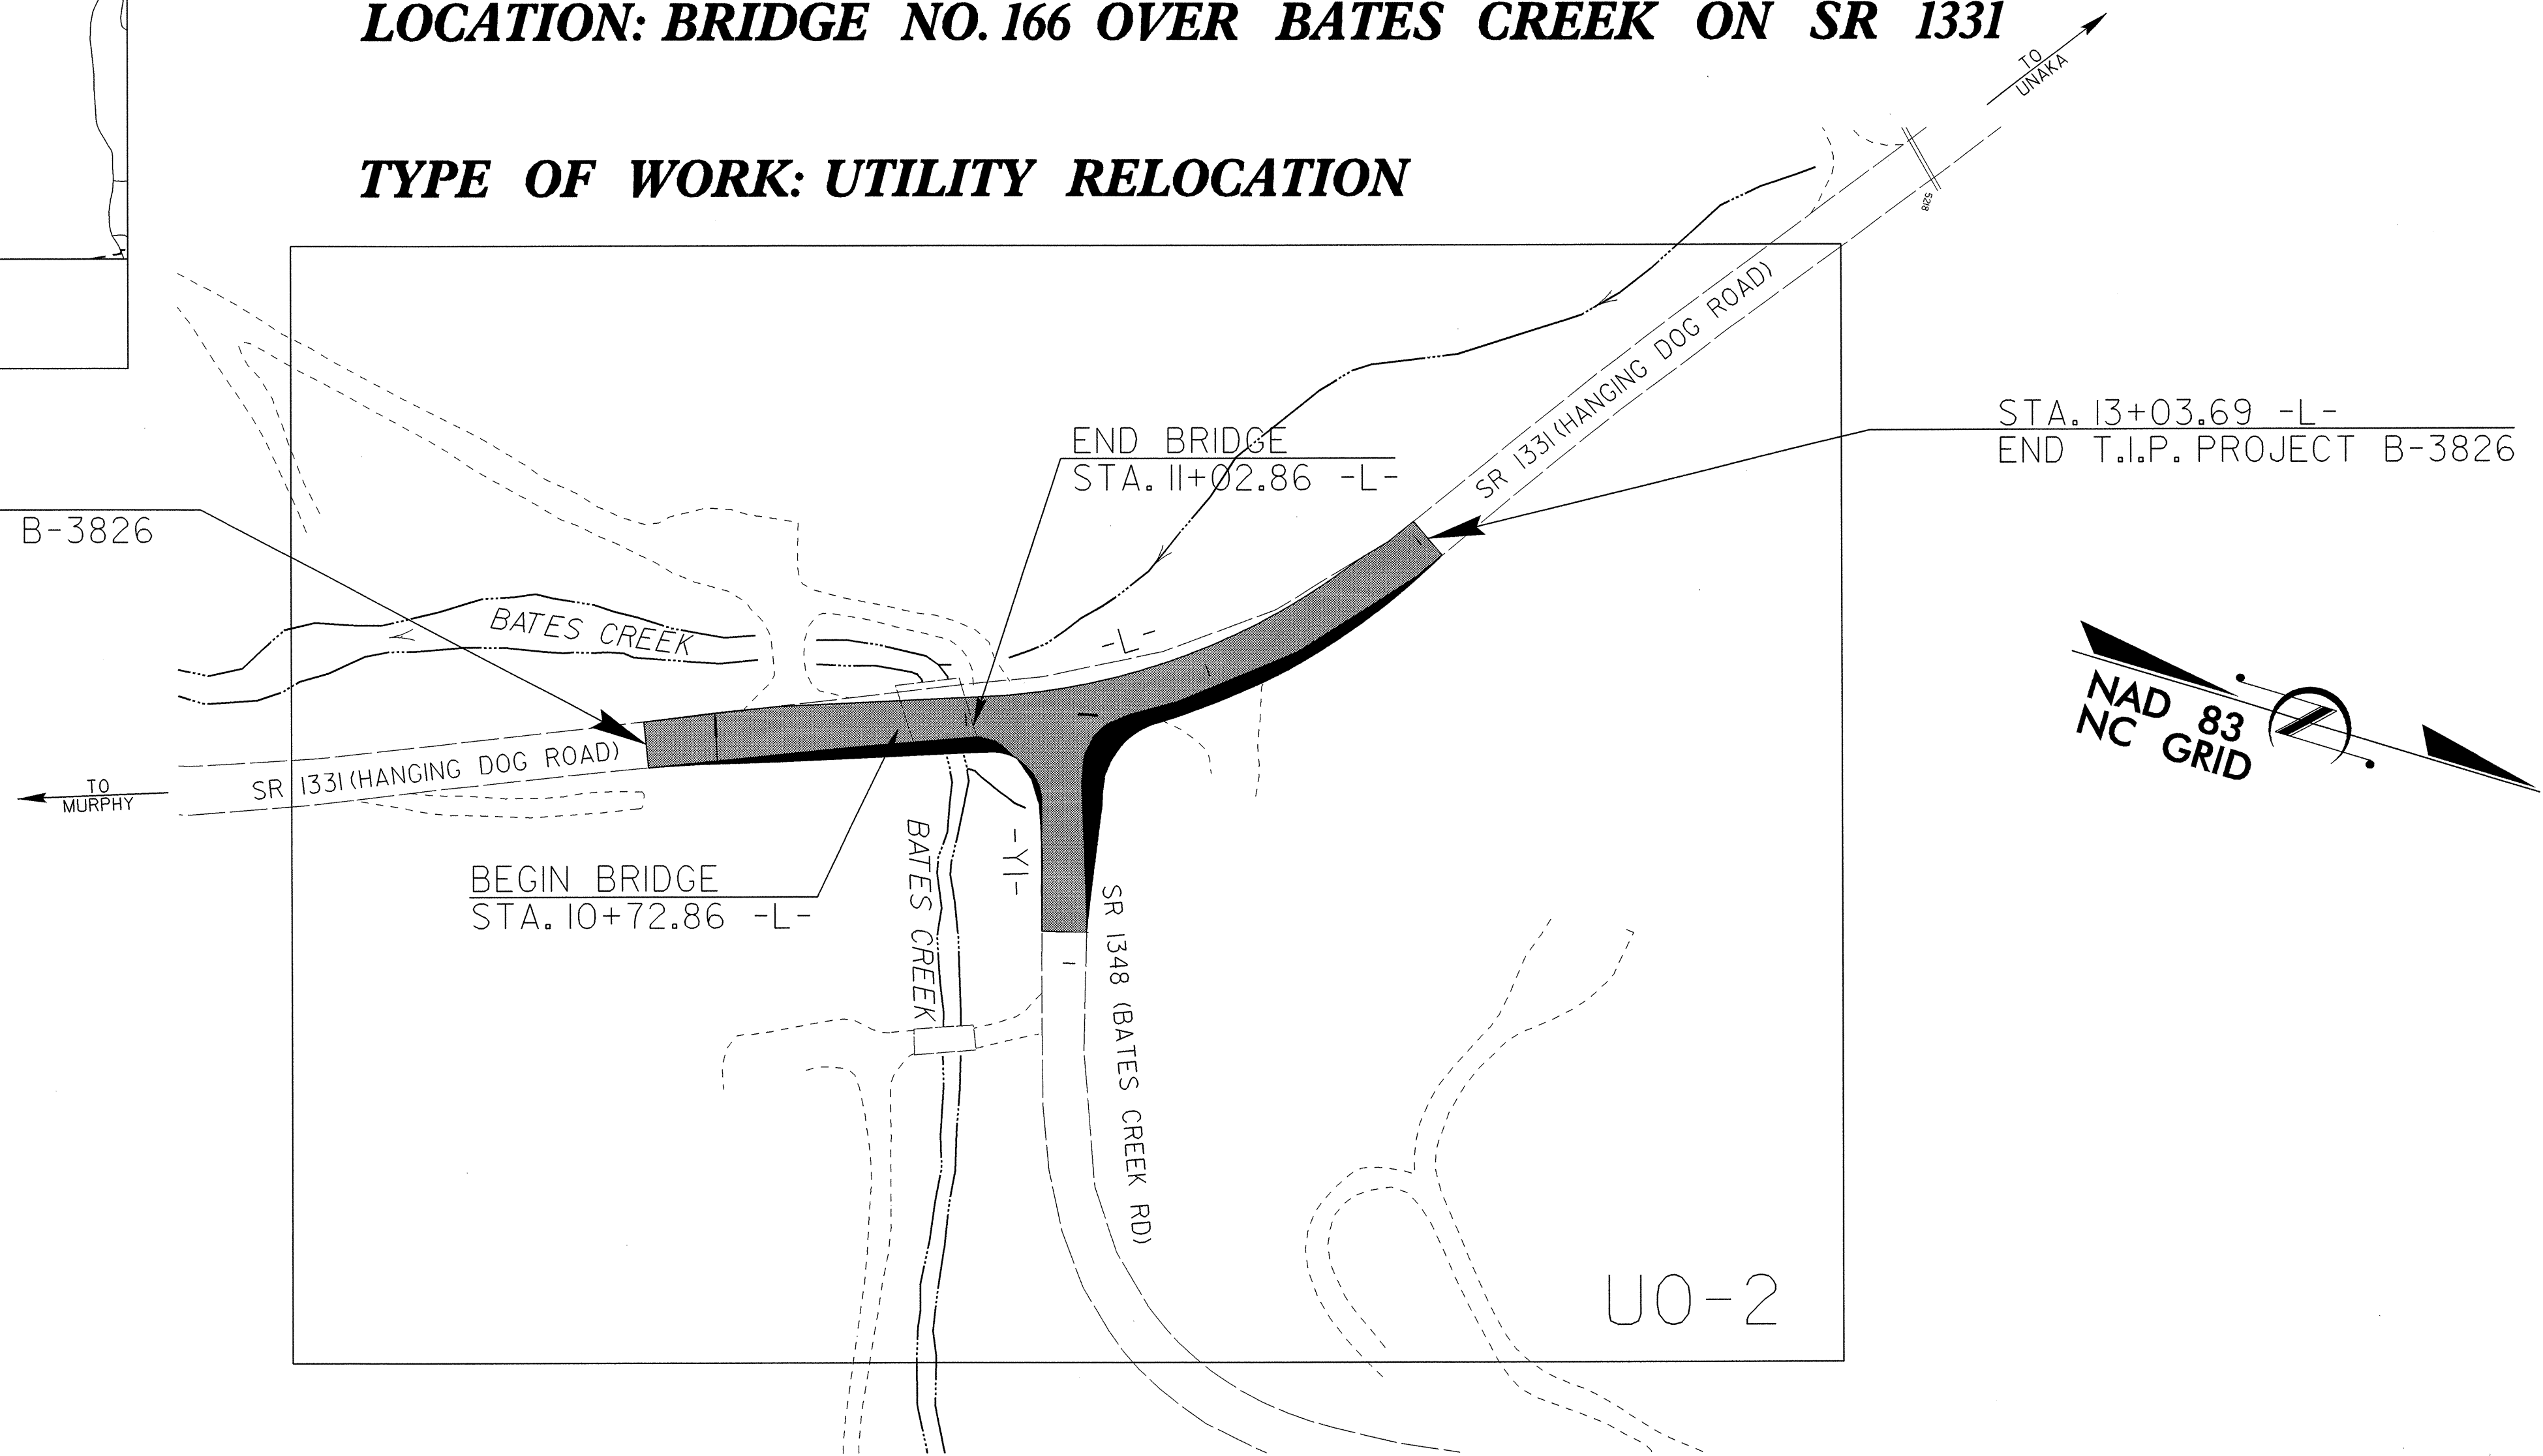 LOCATION: BRIDGE NO. 166 OVER BATES CREEK ON SR 1331
TO
UNAKA
TYPE OF WORK: UTILITY RELOCATION
5218
SR 1331 (HANGING DOG ROAD)
STA. 13+03.69 -L-
END T.I.P. PROJECT B-3826
END BRIDGE
STA. 11+02.86 -L-
B-3826
BATES CREEK
-L-
NAD 83
NC GRID
SR 1331 (HANGING DOG ROAD)
TO
MURPHY
BEGIN BRIDGE
STA. 10+72.86 -L-
BATES CREEK
-Y1-
SR 1348 (BATES CREEK RD)
UO-2